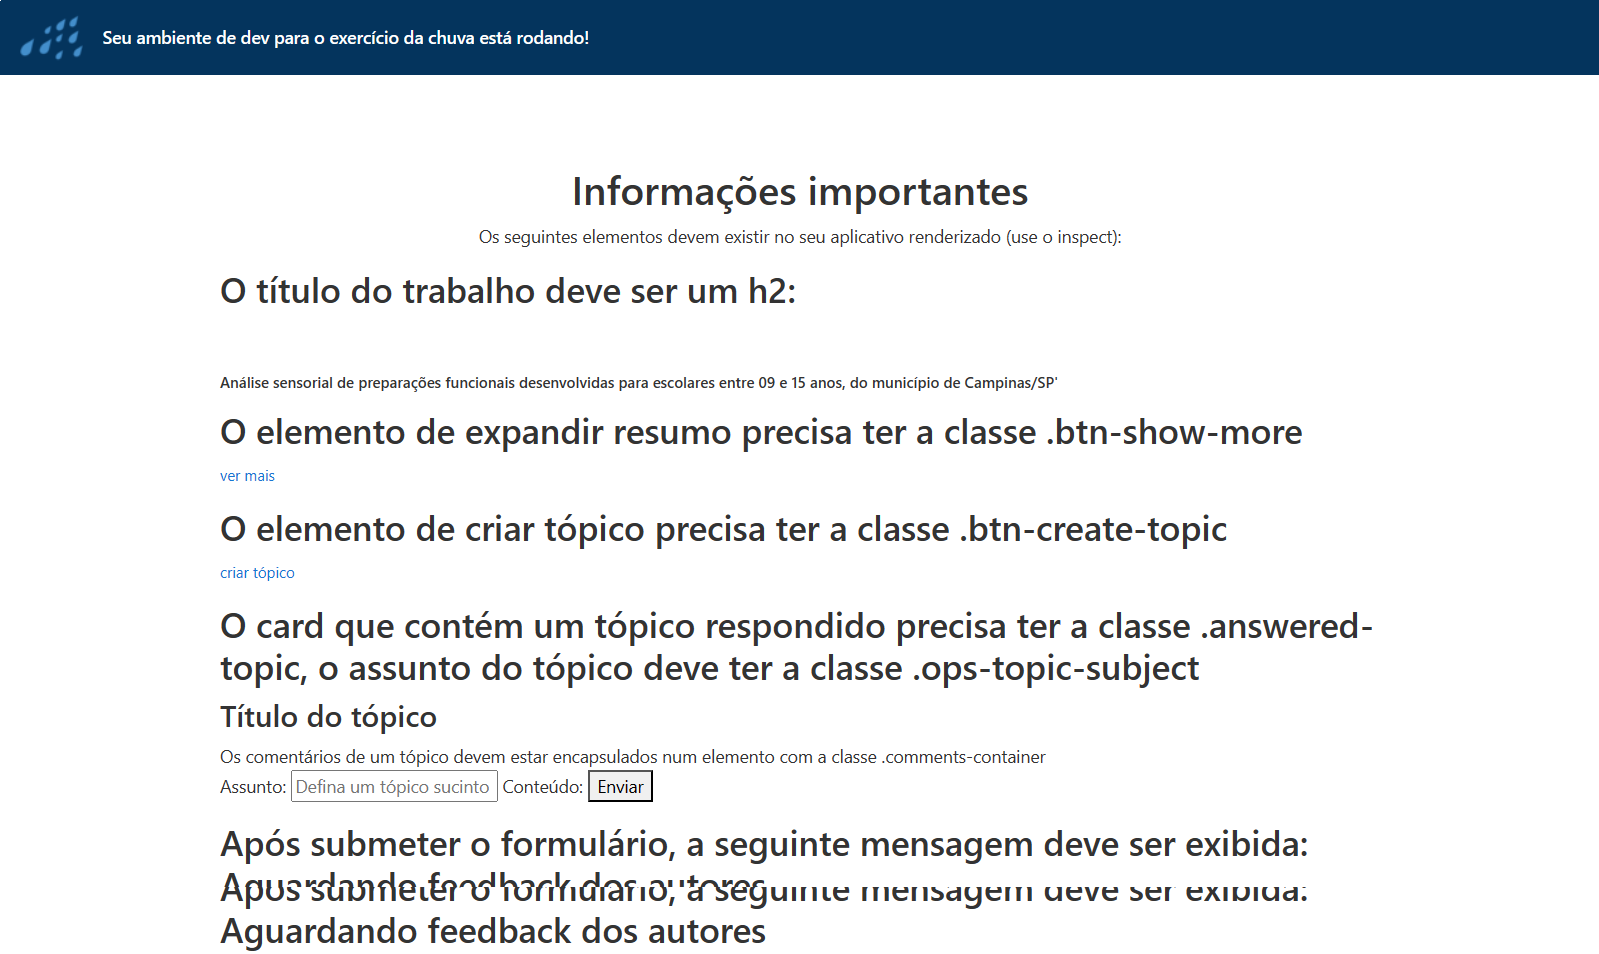 Seu ambiente de dev para o exercício da chuva está rodando!
Informações importantes
Os seguintes elementos devem existir no seu aplicativo renderizado (use o inspect):
O título do trabalho deve ser um h2:
Análise sensorial de preparações funcionais desenvolvidas para escolares entre 09 e 15 anos, do município de Campinas/SP'
O elemento de expandir resumo precisa ter a classe .btn-show-more
ver mais
O elemento de criar tópico precisa ter a classe .btn-create-topic
criar tópico
O card que contém um tópico respondido precisa ter a classe .answered-
topic, o assunto do tópico deve ter a classe .ops-topic-subject
Título do tópico
Os comentários de um tópico devem estar encapsulados num elemento com a classe .comments-container
Assunto: Defina um tópico sucinto Conteúdo: Enviar
Após submeter o formulário, a seguinte mensagem deve ser exibida:
Aguardando feedback dos autores
Após submeter o formulário, a seguinte mensagem deve ser exibida:
Aguardando feedback dos autores